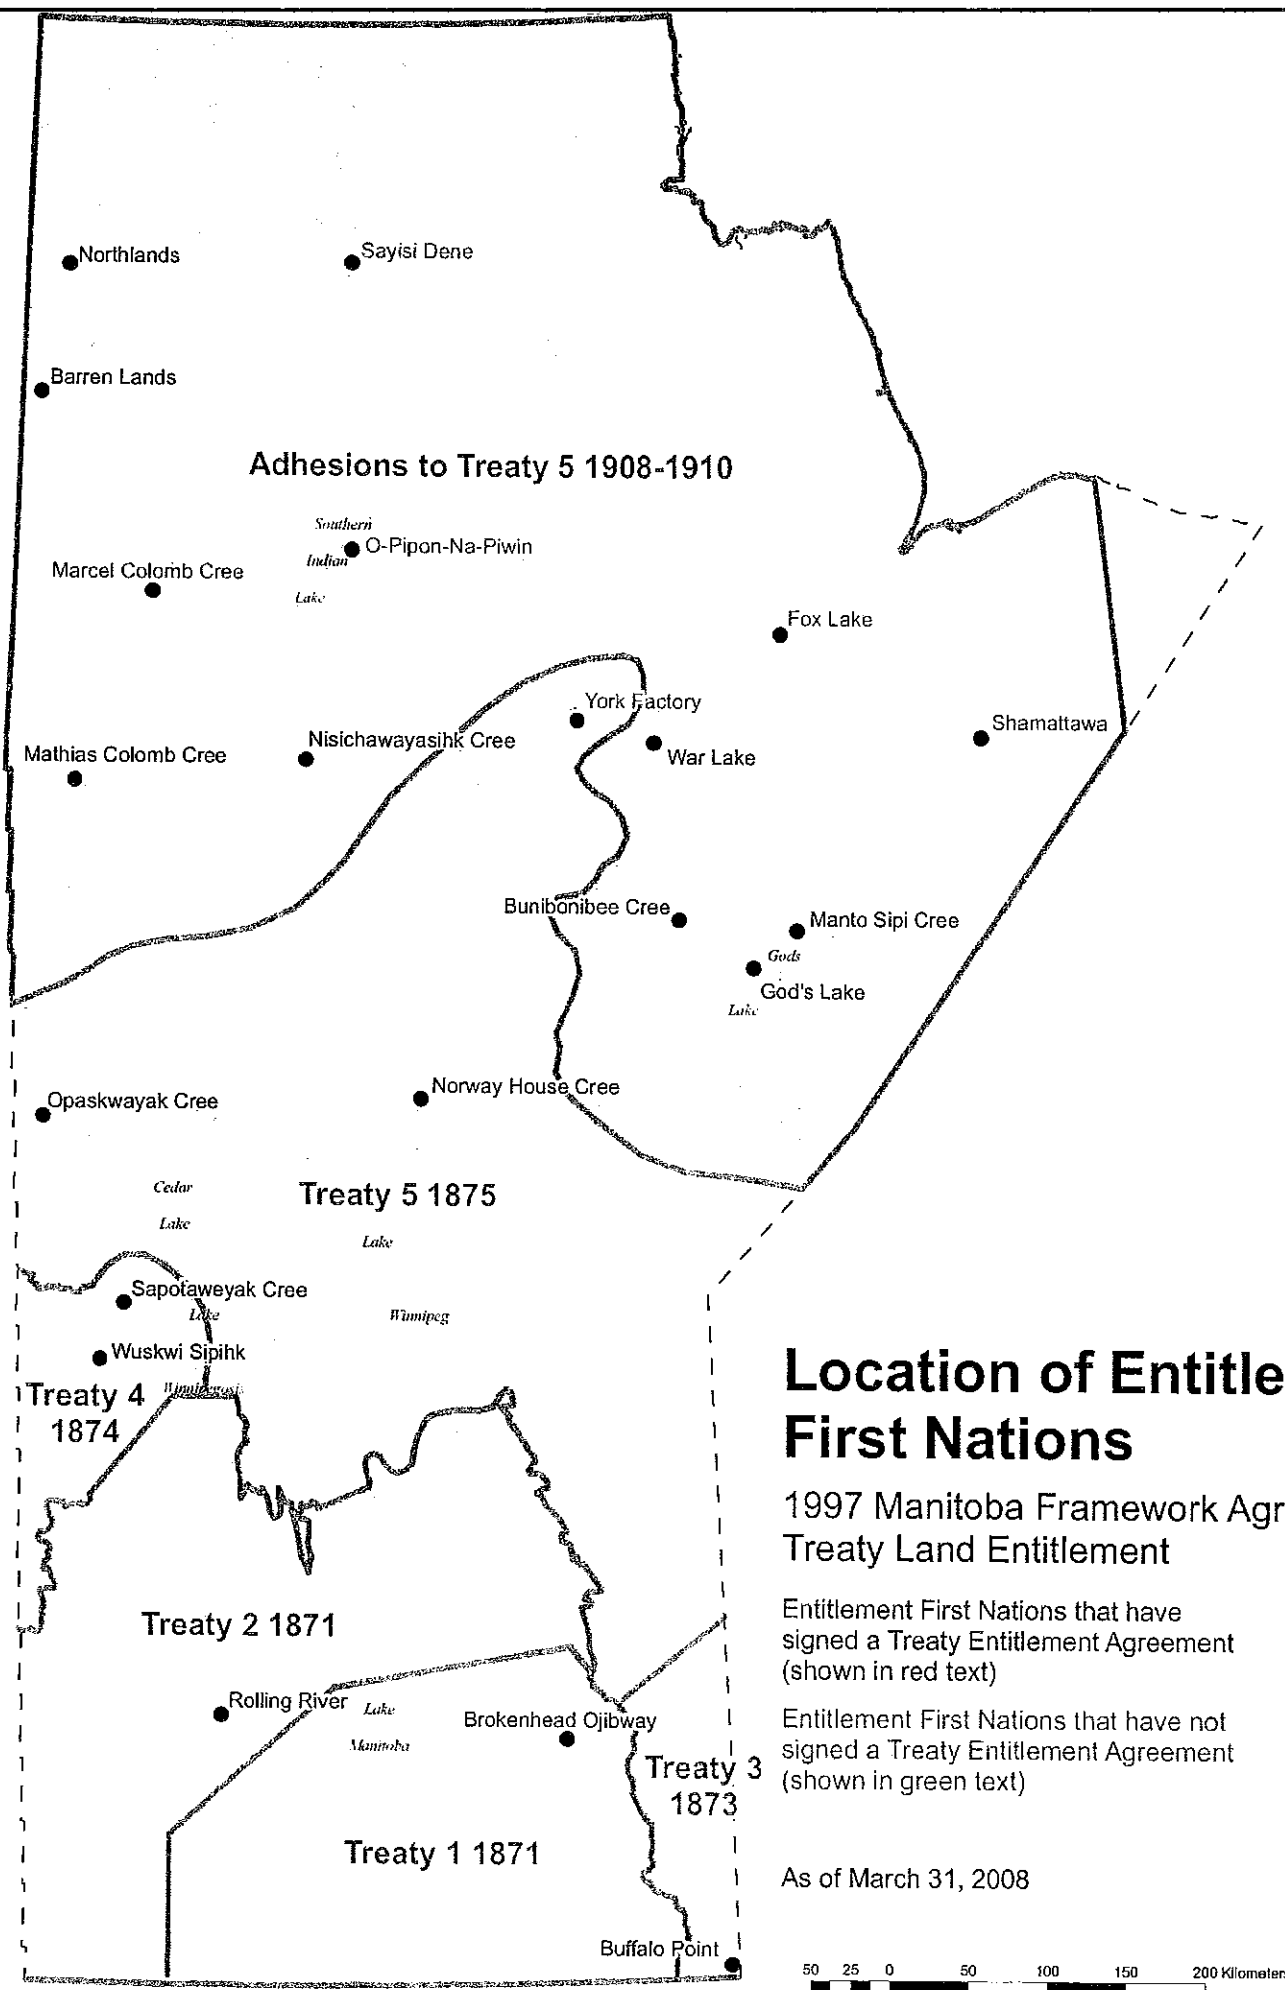 Northlands
Sayisi Dene
Barren Lands
Adhesions to Treaty 5 1908-1910
Southern
Indian
Lake
O-Pipon-Na-Piwin
Marcel Colomb Cree
Fox Lake
York Factory
Shamattawa
Nisichawayasihk Cree
Mathias Colomb Cree
War Lake
Bunibonibee Cree
Manto Sipi Cree
Gods
God's Lake
Lake
Norway House Cree
Opaskwayak Cree
Cedar
Lake
Treaty 5 1875
Lake
Winnipeg
Sapotaweyak Cree
Lake
Wuskwi Sipihk
Winnipegosis
Treaty 4
1874
Location of Entitle
First Nations
1997 Manitoba Framework Agr
Treaty Land Entitlement
Entitlement First Nations that have
signed a Treaty Entitlement Agreement
(shown in red text)
Entitlement First Nations that have not
signed a Treaty Entitlement Agreement
(shown in green text)
As of March 31, 2008
Treaty 2 1871
Rolling River
Lake
Manitoba
Brokenhead Ojibway
Treaty 3
1873
Treaty 1 1871
Buffalo Point
50 25 0 50 100 150 200 Kilometer